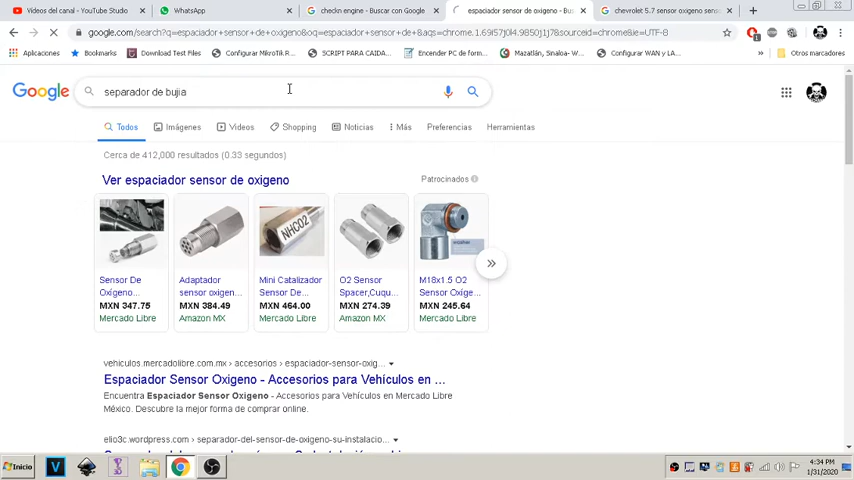 Vídeos del canal - YouTube Studio
WhatsApp
checkn engine - Buscar con Google
espaciador sensor de oxigeno - Bus
chevrolet 5.7 sensor oxigeno sens
google.com/search?q=espaciador+sensor+de+oxigeno&oq=espaciador+sensor+de+&aqs=chrome.1.69i57j0l4.9850j1j7&sourceid=chrome&ie=UTF-8
Aplicaciones
Bookmarks
Download Test Files
Configurar MikroTiK R...
SCRIPT PARA CAIDA...
Encender PC de form...
Mazatlán, Sinaloa- W...
Configurar WAN y LA...
»
Otros marcadores
Google
separador de bujia
Todos
Imágenes
Videos
Shopping
Noticias
Más
Preferencias
Herramientas
Cerca de 412,000 resultados (0.33 segundos)
Ver espaciador sensor de oxigeno
Patrocinados
NHCO2
Sensor De Oxígeno...
MXN 347.75
Mercado Libre
Adaptador sensor oxigen...
MXN 384.49
Amazon MX
Mini Catalizador Sensor De...
MXN 464.00
Mercado Libre
O2 Sensor Spacer,Cuqu...
MXN 274.39
Amazon MX
M18x1.5 O2 Sensor Oxige...
MXN 245.64
Mercado Libre
vehiculos.mercadolibre.com.mx › accesorios › espaciador-sensor-oxig...
Espaciador Sensor Oxigeno - Accesorios para Vehículos en ...
Encuentra Espaciador Sensor Oxigeno - Accesorios para Vehículos en Mercado Libre
México. Descubre la mejor forma de comprar online.
elio3c.wordpress.com › separador-del-sensor-de-oxigeno-su-instalacio...
Inicio
4:34 PM
1/31/2020